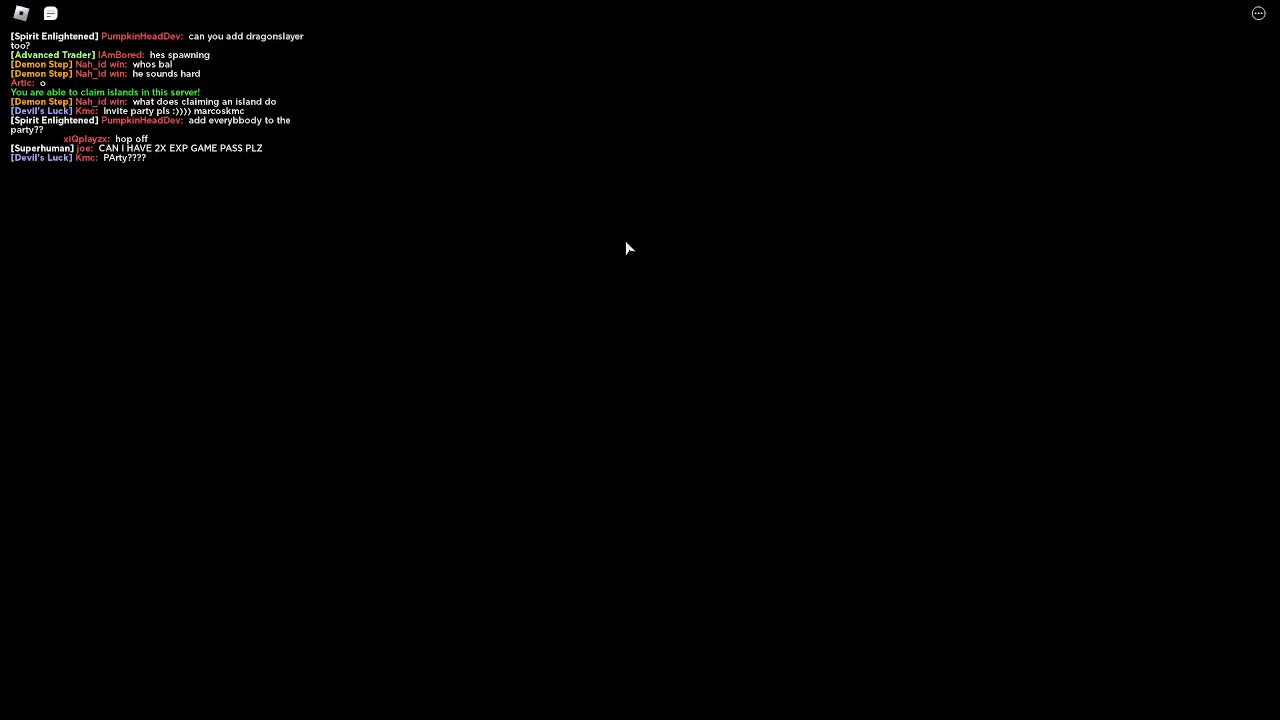 [Spirit Enlightened] PumpkinHeadDev: can you add dragonslayer
too?
[Advanced Trader] IAmBored: hes spawning
[Demon Step] Nah_id win: whos bal
[Demon Step] Nah_id win: he sounds hard
Artic: o
You are able to claim islands in this server!
[Demon Step] Nah_id win: what does claiming an island do
[Devil's Luck] Kmc: invite party pls :)))) marcoskmc
[Spirit Enlightened] PumpkinHeadDev: add everybbody to the
party??
xIQplayzx: hop off
[Superhuman] joe: CAN I HAVE 2X EXP GAME PASS PLZ
[Devil's Luck] Kmc: PArty????